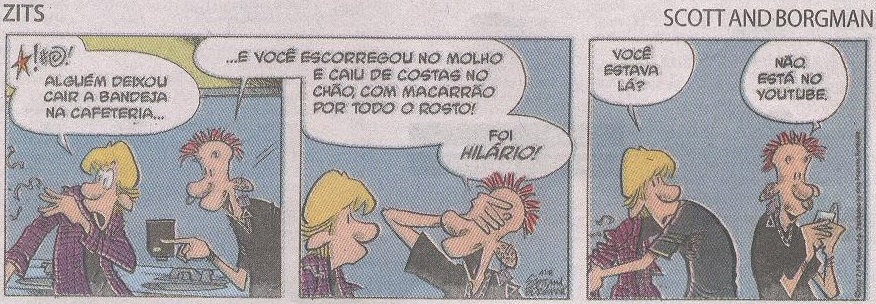 ZITS
SCOTT AND BORGMAN
*!!@!
ALGUÉM DEIXOU
CAIR A BANDEJA
NA CAFETERIA...
...E VOCÊ ESCORREGOU NO MOLHO
E CAIU DE COSTAS NO
CHÃO, COM MACARRÃO
POR TODO O ROSTO!
FOI
HILÁRIO!
VOCÊ
ESTAVA
LÁ?
NÃO,
ESTÁ NO
YOUTUBE.